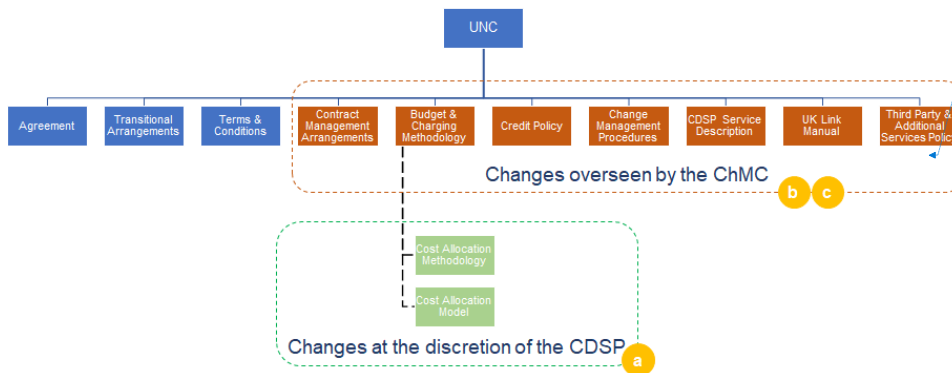 UNC
Agreement
Transitional
Arrangements
Terms &
Conditions
Contract
Management
Arrangements
Budget &
Charging
Methodology
Credit Policy
Change
Management
Procedures
CDSP Service
Description
UK Link
Manual
Third Party &
Additional
Services Policy
Changes overseen by the ChMC
b
c
Cost Allocation
Methodology
Cost Allocation
Model
Changes at the discretion of the CDSP
a